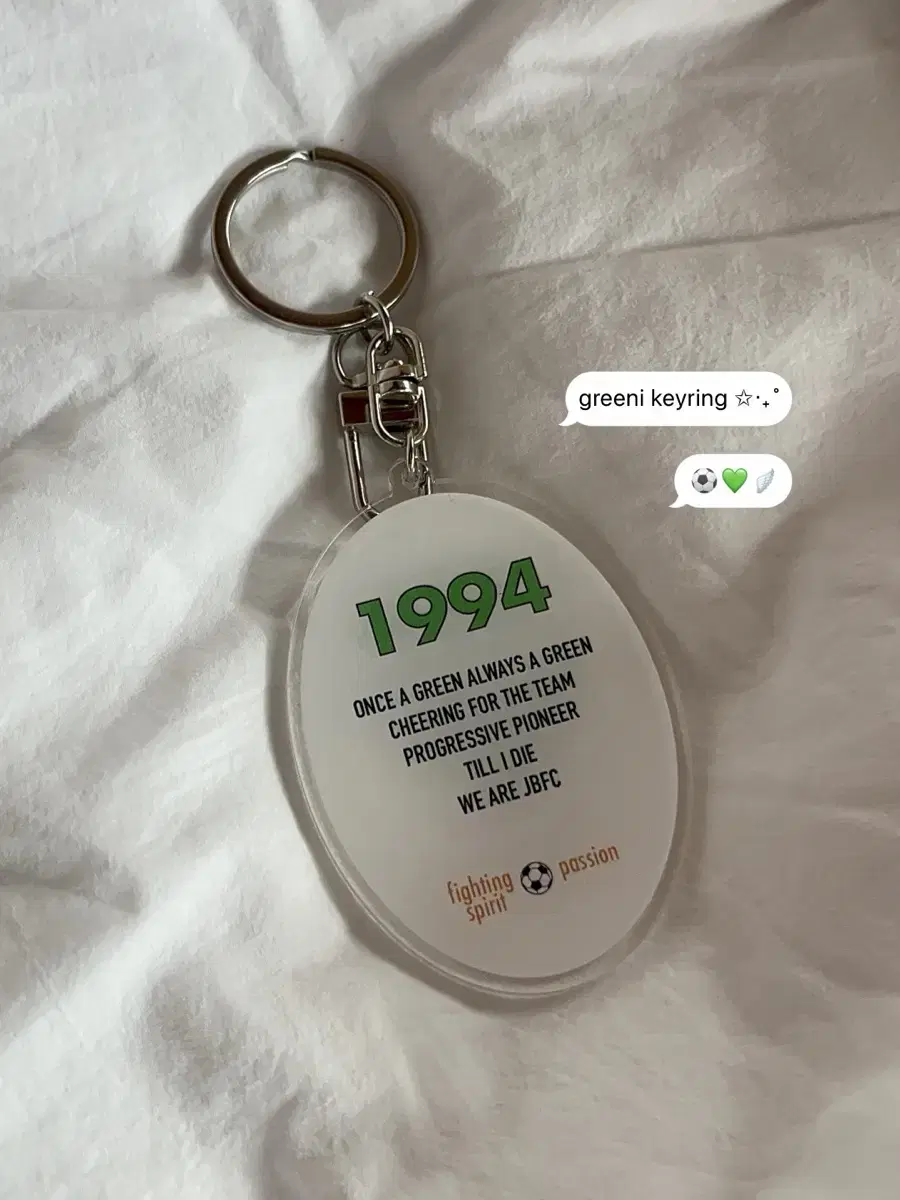 greeni keyring ☆·₊˚
⚽💚🪽
1994
ONCE A GREEN ALWAYS A GREEN
CHEERING FOR THE TEAM
PROGRESSIVE PIONEER
TILL I DIE
WE ARE JBFC
fighting spirit
passion